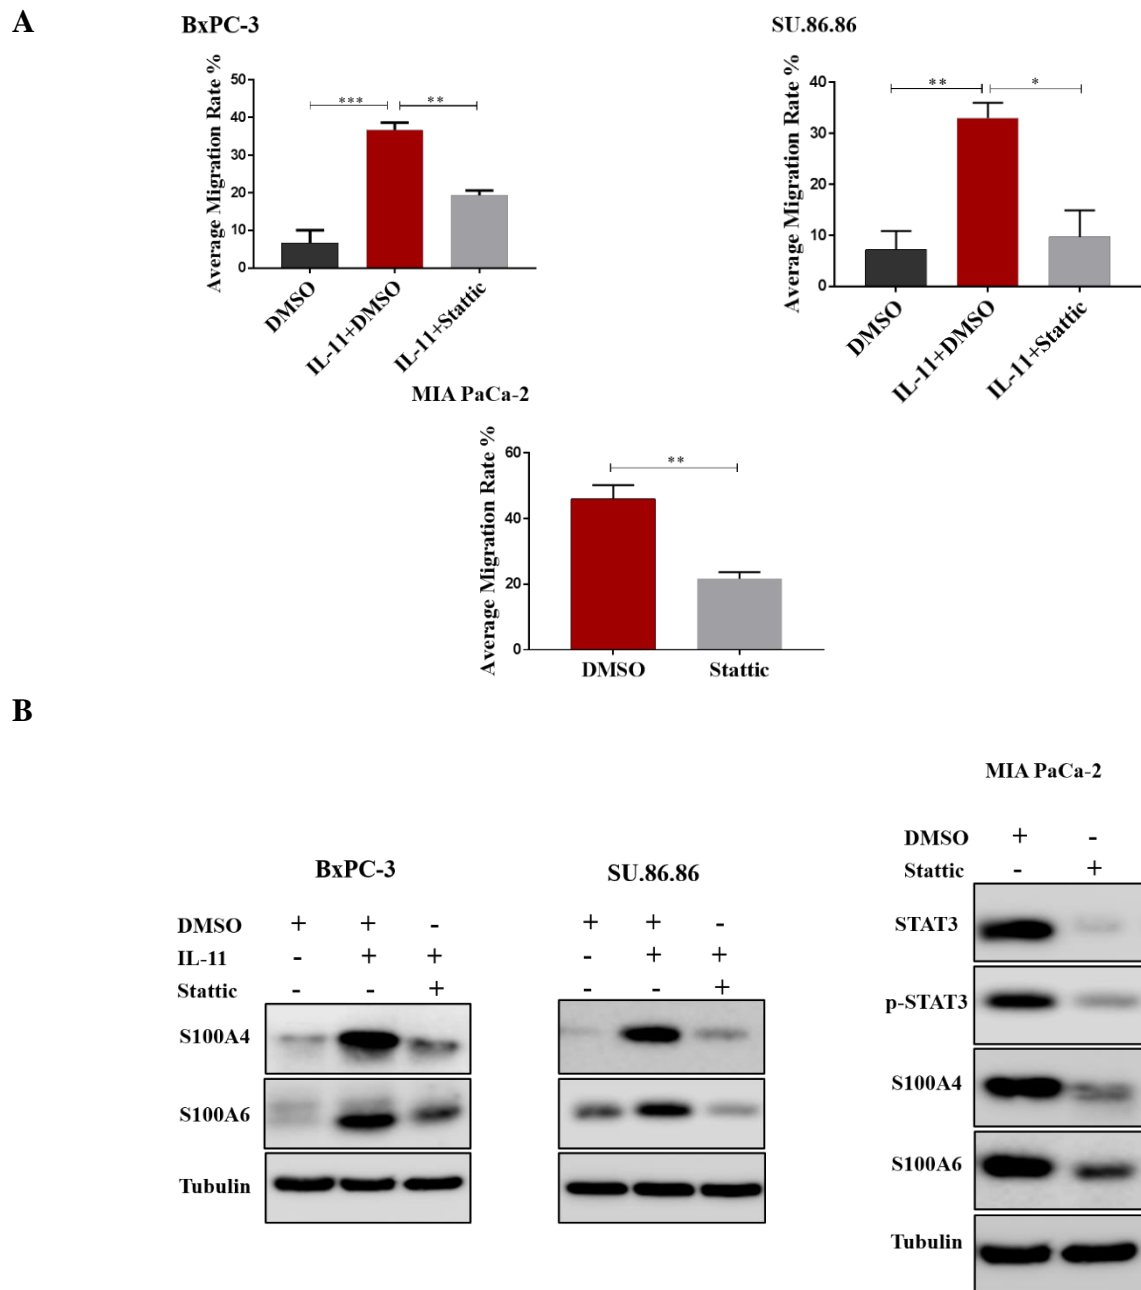 A
BxPC-3
Average Migration Rate %
50
40
30
20
10
0
*** **
DMSO
IL-11+DMSO
IL-11+Stattic
SU.86.86
Average Migration Rate %
40
30
20
10
0
** *
DMSO
IL-11+DMSO
IL-11+Stattic
MIA PaCa-2
Average Migration Rate %
60
40
20
0
**
DMSO Stattic
B
BxPC-3
DMSO + + -
IL-11 - + +
Stattic - - +
S100A4
S100A6
Tubulin
SU.86.86
+ + -
- + +
- - +
MIA PaCa-2
DMSO + -
Stattic - +
STAT3
p-STAT3
S100A4
S100A6
Tubulin